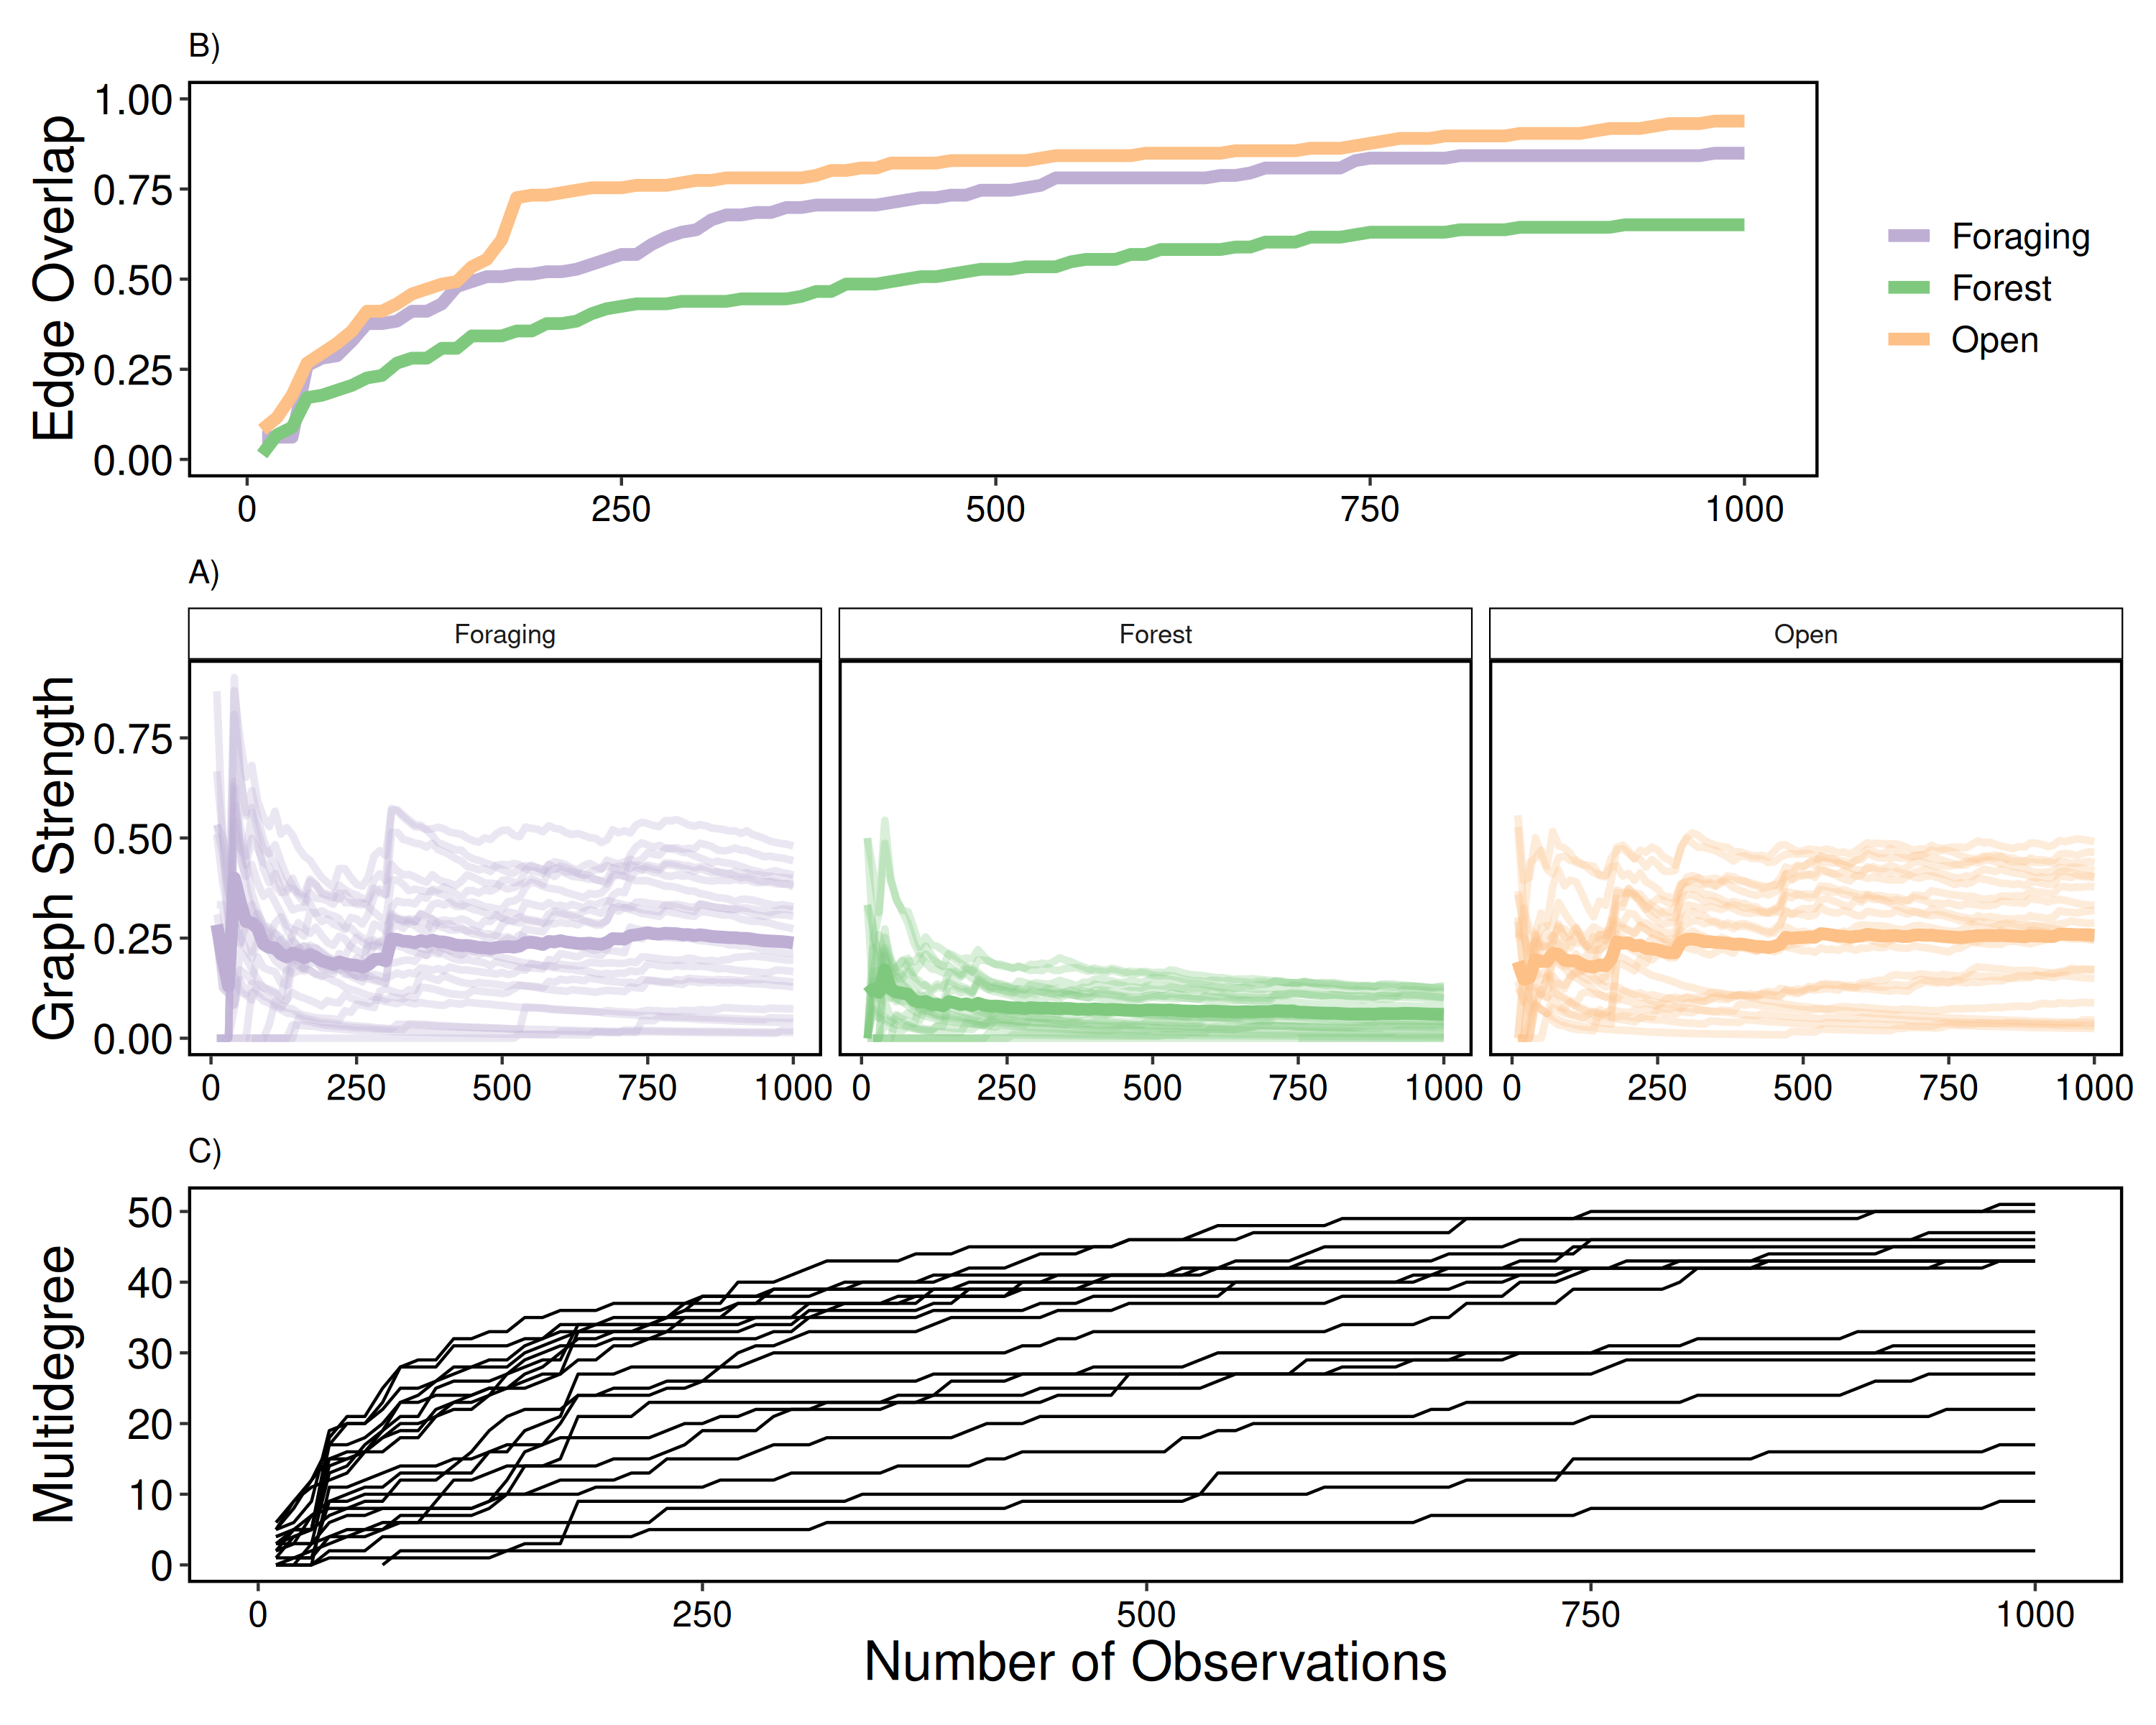 B)
Edge Overlap
1.00
0.75
0.50
0.25
0.00
0 250 500 750 1000
Foraging
Forest
Open
A)
Foraging Forest Open
Graph Strength
0.75
0.50
0.25
0.00
0 250 500 750 1000 0 250 500 750 1000 0 250 500 750 1000
C)
Multidegree
50
40
30
20
10
0
0 250 500 750 1000
Number of Observations